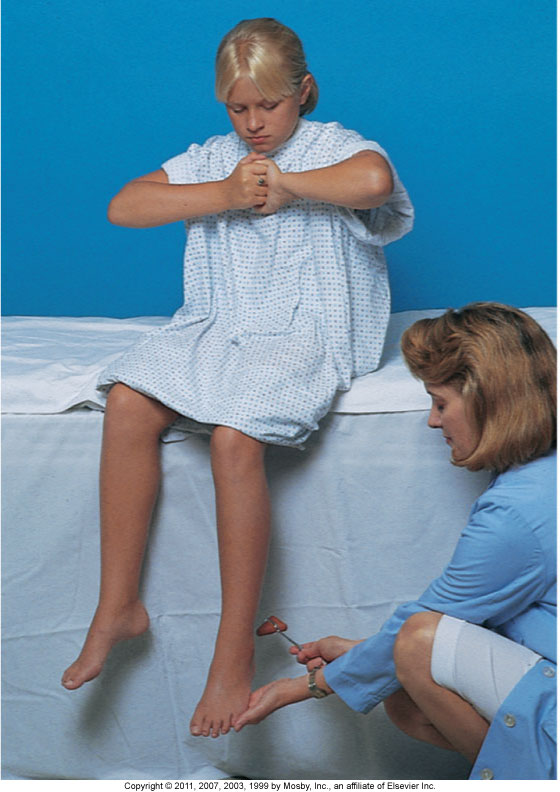 Copyright © 2011, 2007, 2003, 1999 by Mosby, Inc., an affiliate of Elsevier Inc.